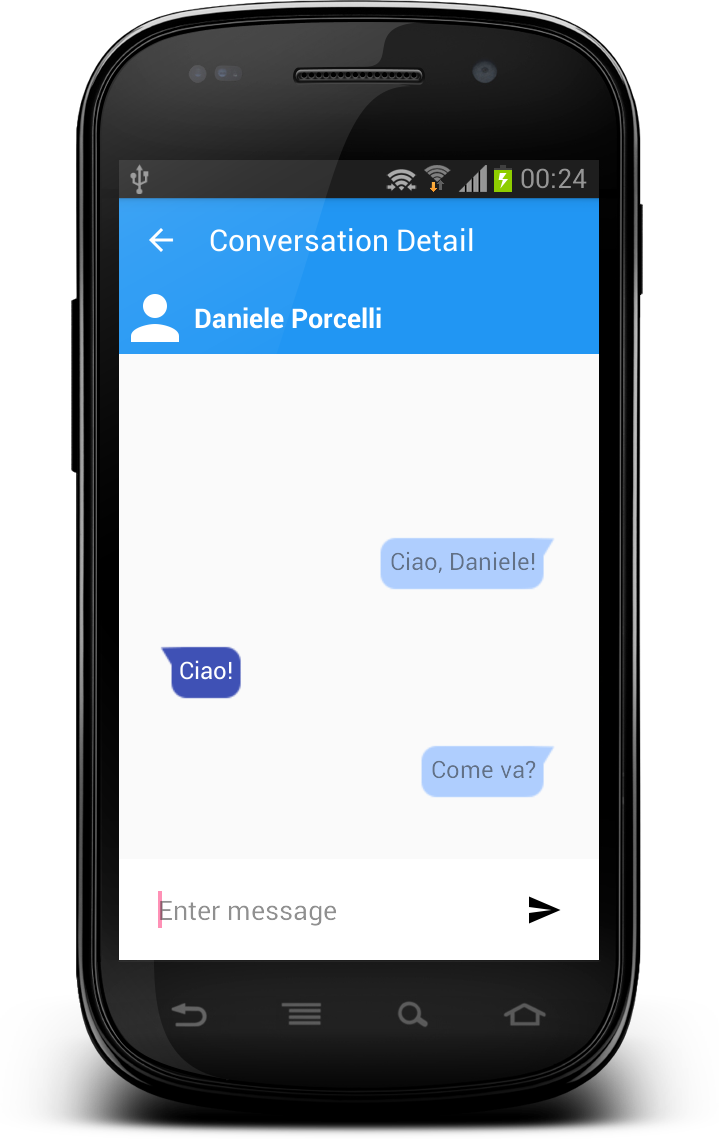 00:24
Conversation Detail
Daniele Porcelli
Ciao, Daniele!
Ciao!
Come va?
Enter message